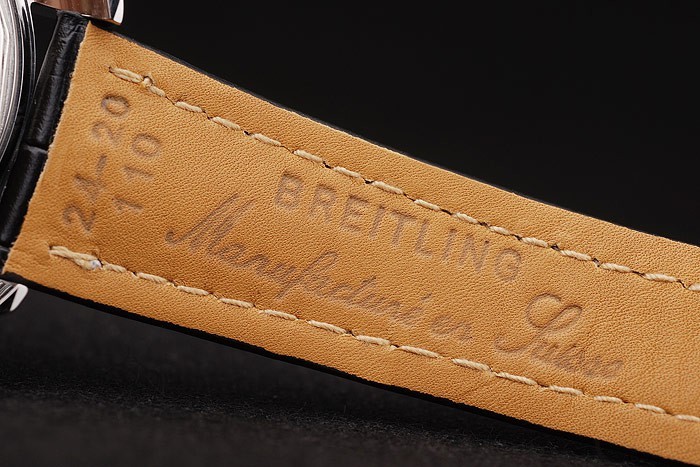 24-20
110
BREITLING
Manufacturé en Suisse